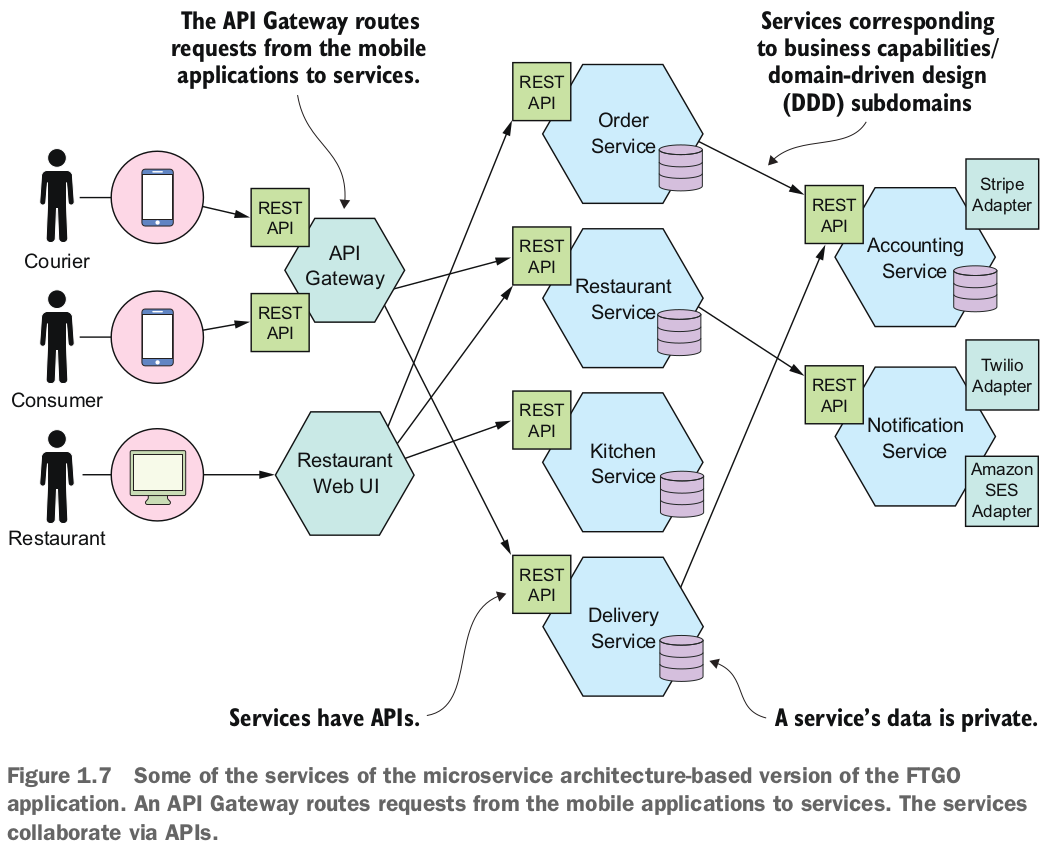 The API Gateway routes
requests from the mobile
applications to services.
Services corresponding
to business capabilities/
domain-driven design
(DDD) subdomains
REST
API
Order
Service
Stripe
Adapter
REST
API
Accounting
Service
Courier
REST
API
API
Gateway
REST
API
Restaurant
Service
REST
API
Consumer
Twilio
Adapter
REST
API
Notification
Service
Amazon
SES
Adapter
REST
API
Kitchen
Service
Restaurant
Web UI
Restaurant
REST
API
Delivery
Service
Services have APIs.
A service’s data is private.
Figure 1.7 Some of the services of the microservice architecture-based version of the FTGO
application. An API Gateway routes requests from the mobile applications to services. The services
collaborate via APIs.